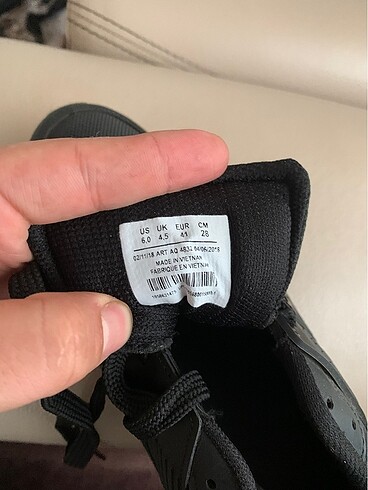 US UK EUR CM
6.0 4.5 41 28
02/11/18 ART AQ 4832 04/06/2018
MADE IN VIETNAM
FABRIQUE EN VIETNAM